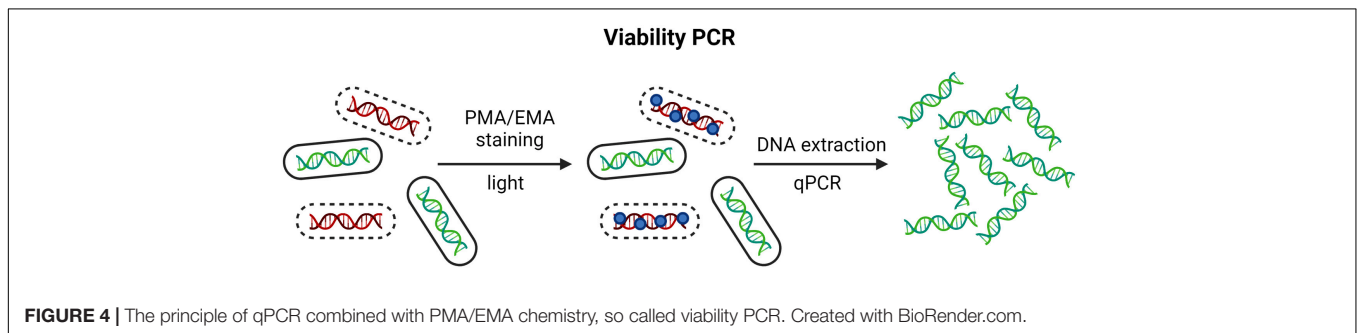 Viability PCR
PMA/EMA
staining
light
DNA extraction
qPCR
FIGURE 4 | The principle of qPCR combined with PMA/EMA chemistry, so called viability PCR. Created with BioRender.com.